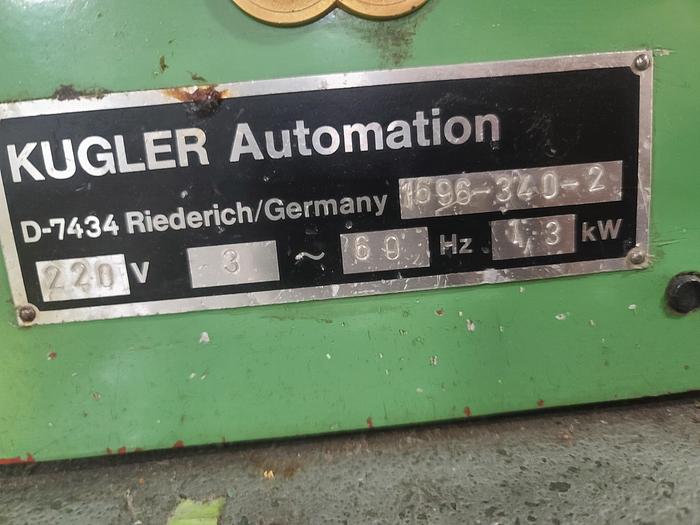 KUGLER Automation
D-7434 Riederich/Germany 1696-340-2
220 V 3 ~ 60 Hz 1.3 kW